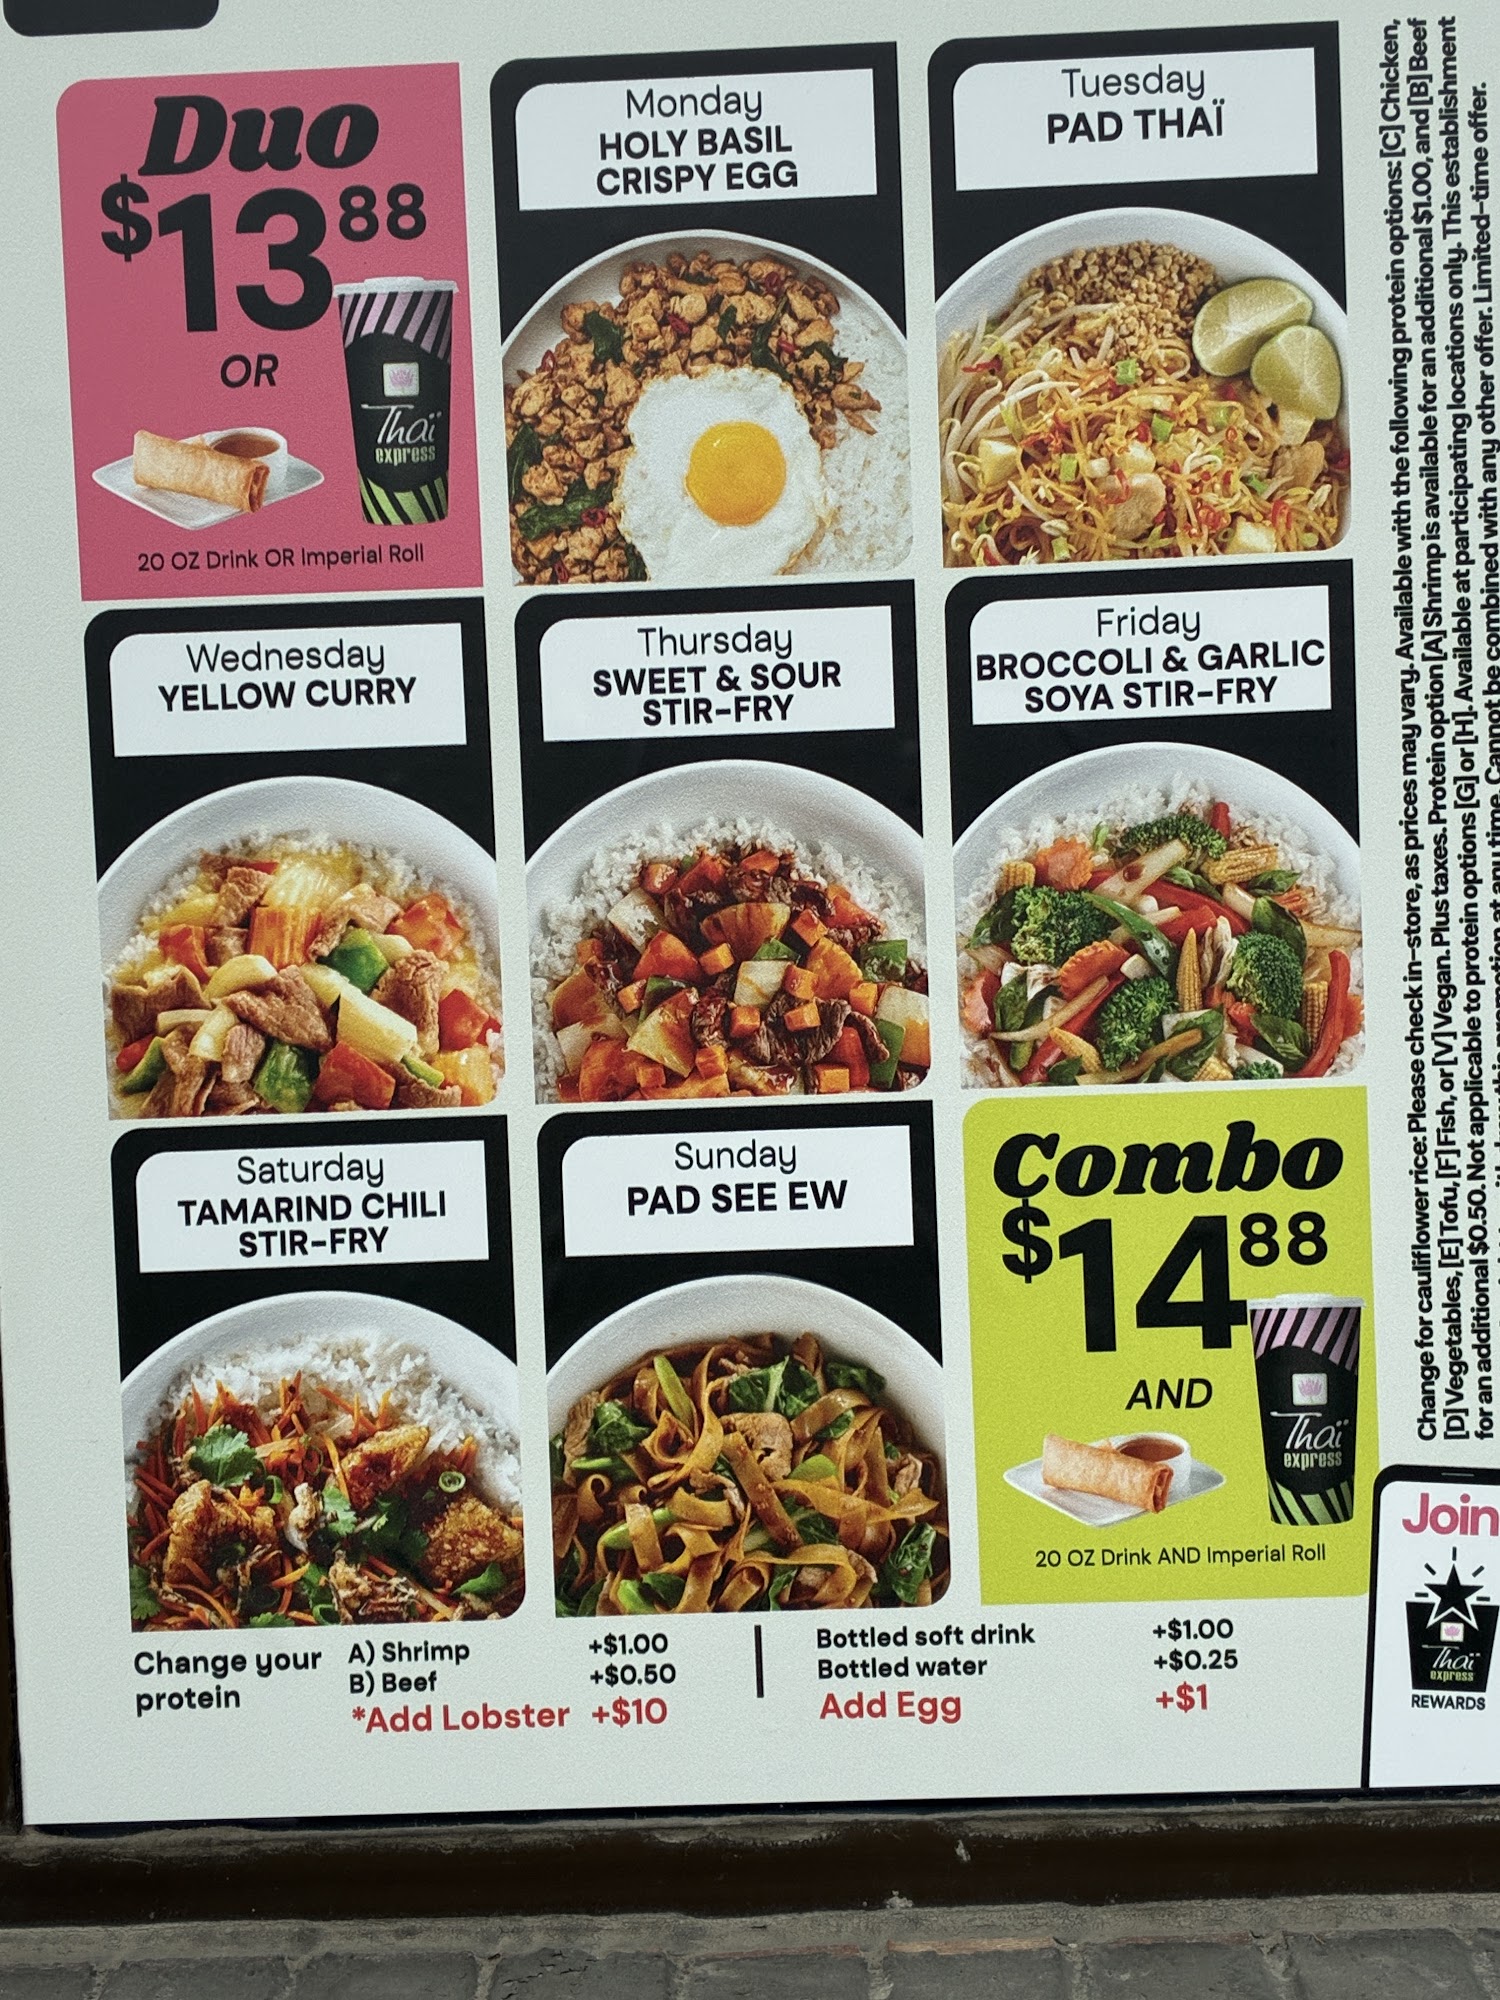 Duo
$13 88
OR
Thaï
express
20 OZ Drink OR Imperial Roll
Monday
HOLY BASIL
CRISPY EGG
Tuesday
PAD THAÏ
Wednesday
YELLOW CURRY
Thursday
SWEET & SOUR
STIR-FRY
Friday
BROCCOLI & GARLIC
SOYA STIR-FRY
Saturday
TAMARIND CHILI
STIR-FRY
Sunday
PAD SEE EW
Combo
$14 88
AND
Thaï
express
20 OZ Drink AND Imperial Roll
Change your
protein
A) Shrimp +$1.00
B) Beef +$0.50
*Add Lobster +$10
Bottled soft drink +$1.00
Bottled water +$0.25
Add Egg +$1
Change for cauliflower rice: Please check in-store, as prices may vary. Available with the following protein options: [C] Chicken,
[D] Vegetables, [E] Tofu, [F] Fish, or [V] Vegan. Plus taxes. Protein option [A] Shrimp is available for an additional $1.00, and [B] Beef
for an additional $0.50. Not applicable to protein options [G] or [H]. Available at participating locations only. This establishment
this promotion at any time. Cannot be combined with any other offer. Limited-time offer.
Join
Thaï
express
REWARDS